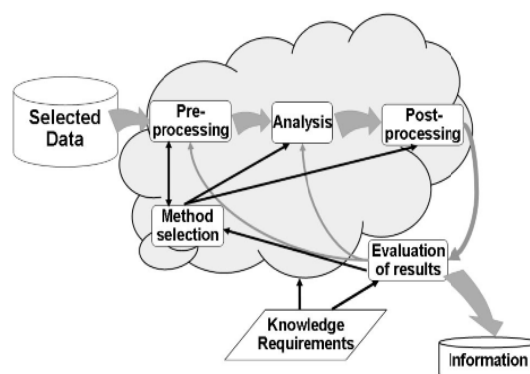 Selected
Data
Pre-
processing
Analysis
Post-
processing
Method
selection
Evaluation
of results
Knowledge
Requirements
Information